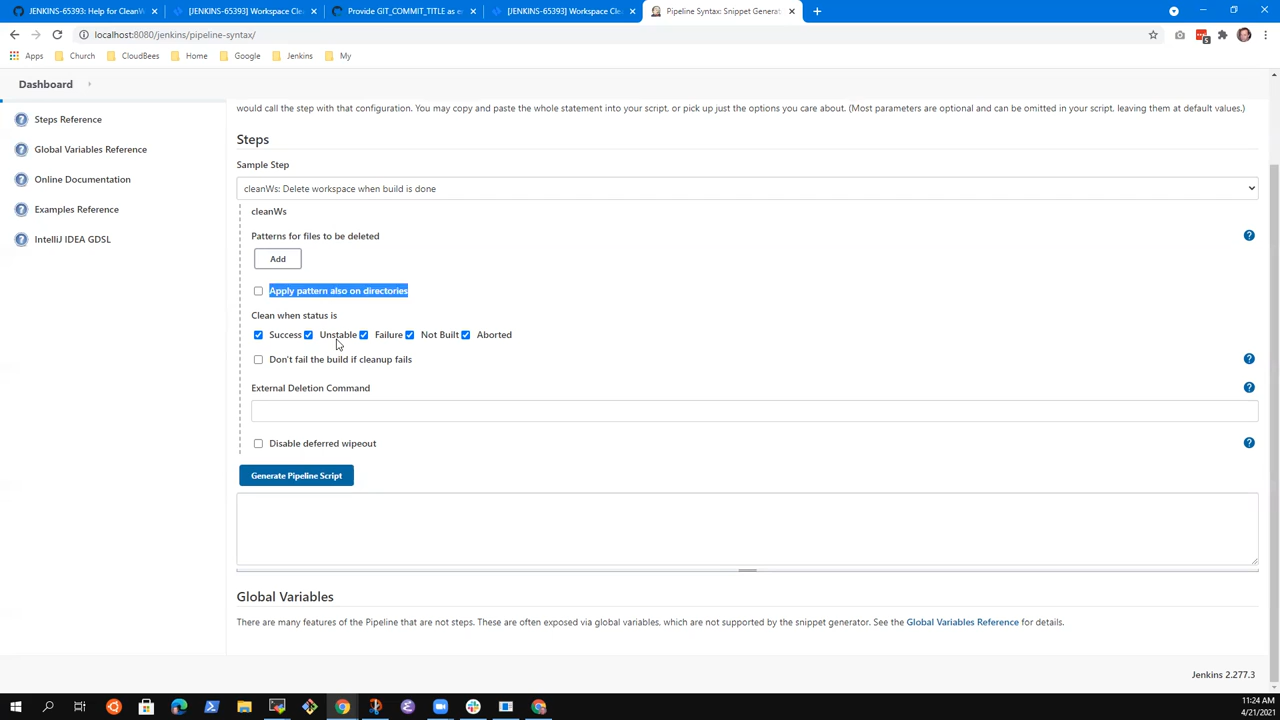 JENKINS-65393: Help for CleanW
[JENKINS-65393] Workspace Cle
Provide GIT_COMMIT_TITLE as e
[JENKINS-65393] Workspace Cle
Pipeline Syntax: Snippet Generat
localhost:8080/jenkins/pipeline-syntax/
5
Apps
Church
CloudBees
Home
Google
Jenkins
My
Dashboard
would call the step with that configuration. You may copy and paste the whole statement into your script, or pick up just the options you care about. (Most parameters are optional and can be omitted in your script, leaving them at default values.)
Steps Reference
Global Variables Reference
Online Documentation
Examples Reference
IntelliJ IDEA GDSL
Steps
Sample Step
cleanWs: Delete workspace when build is done
cleanWs
Patterns for files to be deleted
Add
Apply pattern also on directories
Clean when status is
Success Unstable Failure Not Built Aborted
Don't fail the build if cleanup fails
External Deletion Command
Disable deferred wipeout
Generate Pipeline Script
Global Variables
There are many features of the Pipeline that are not steps. These are often exposed via global variables, which are not supported by the snippet generator. See the Global Variables Reference for details.
Jenkins 2.277.3
11:24 AM
4/21/2021